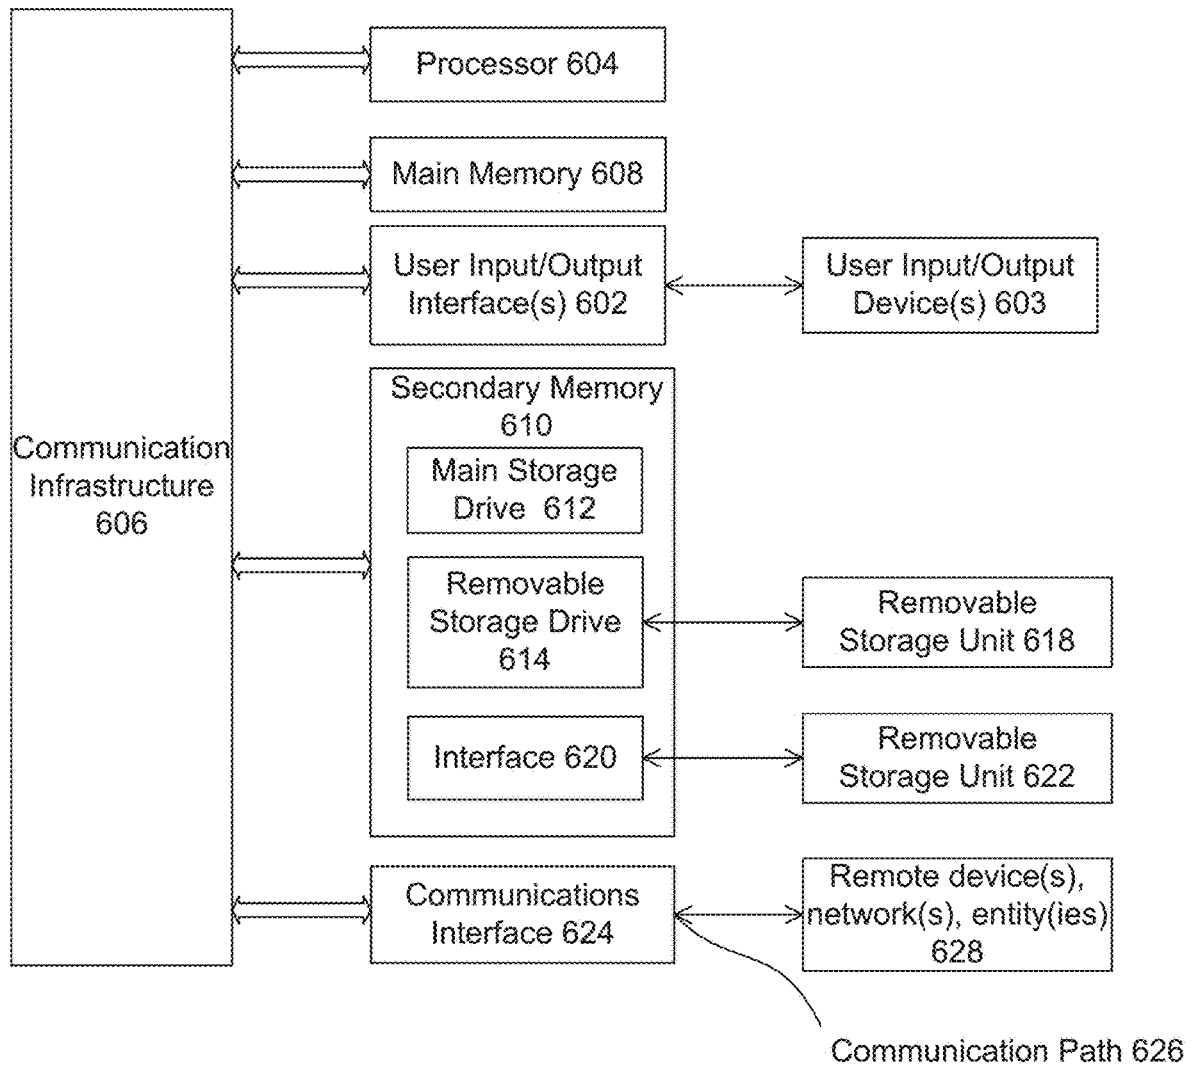 Processor 604
Main Memory 608
User Input/Output
Interface(s) 602
User Input/Output
Device(s) 603
Communication
Infrastructure
606
Secondary Memory
610
Main Storage
Drive 612
Removable
Storage Drive
614
Removable
Storage Unit 618
Interface 620
Removable
Storage Unit 622
Communications
Interface 624
Remote device(s),
network(s), entity(ies)
628
Communication Path 626